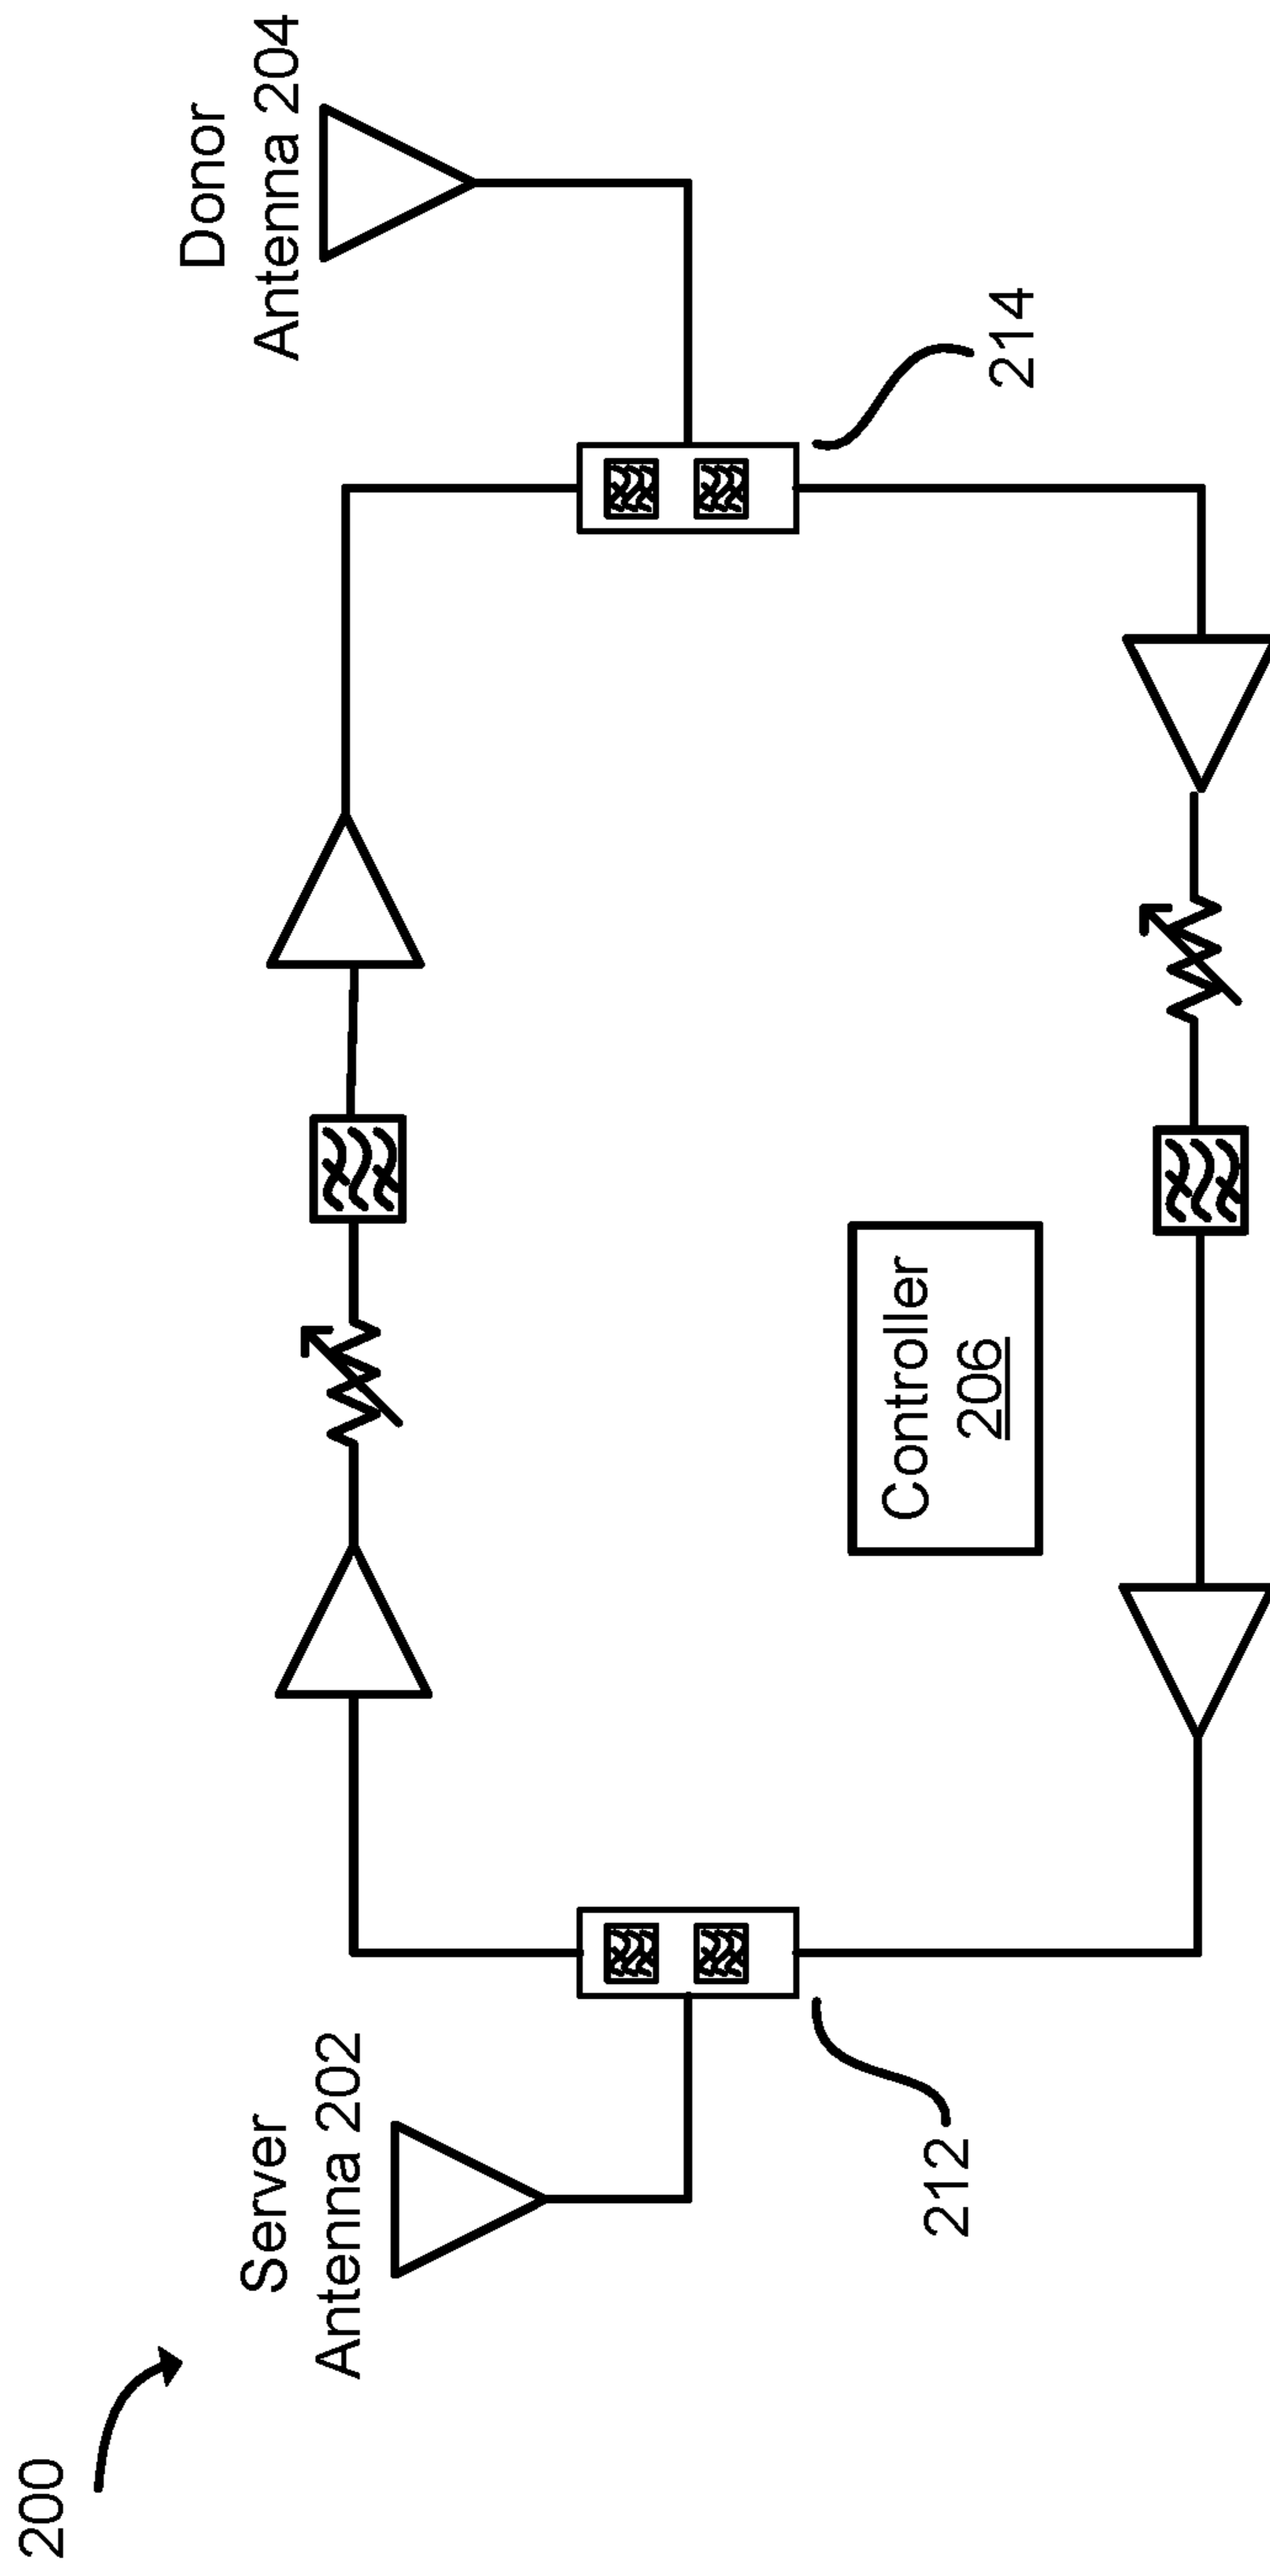 200
Server
Antenna 202
212
Controller
206
214
Donor
Antenna 204